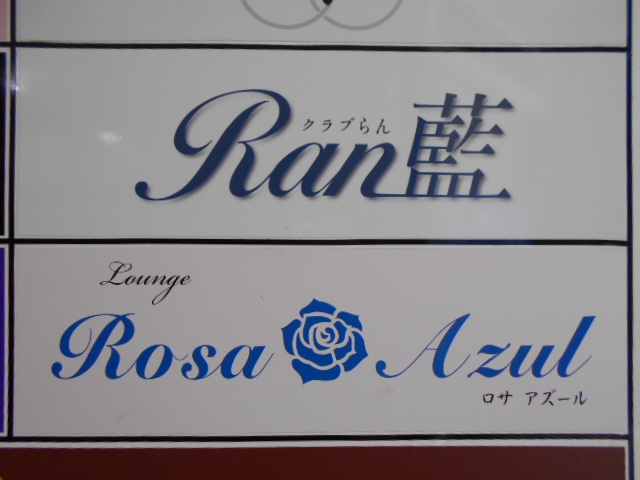 クラブらん
Ran藍
Lounge
Rosa Azul
ロサ アズール